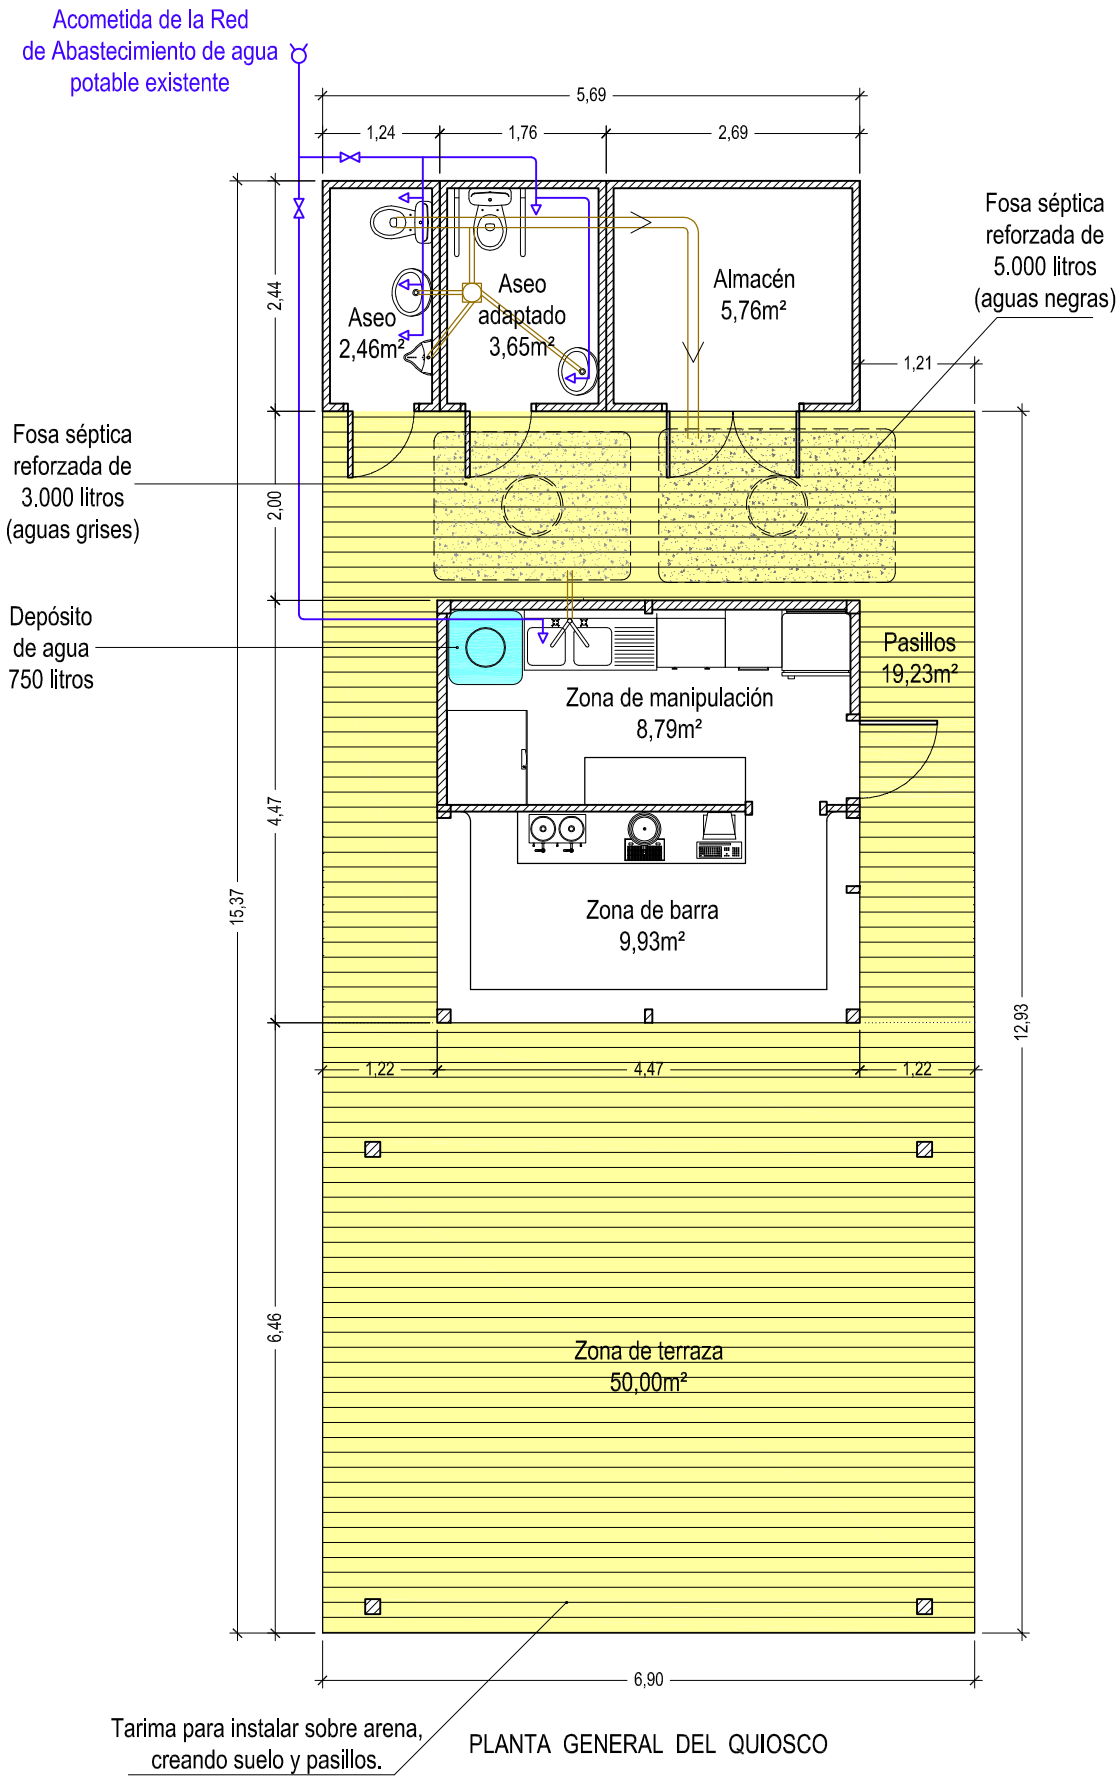 Acometida de la Red
de Abastecimiento de agua
potable existente
5,69
1,24
1,76
2,69
Fosa séptica
reforzada de
5.000 litros
(aguas negras)
2,44
Aseo
2,46m²
Aseo
adaptado
3,65m²
Almacén
5,76m²
1,21
Fosa séptica
reforzada de
3.000 litros
(aguas grises)
2,00
Depósito
de agua
750 litros
Pasillos
19,23m²
Zona de manipulación
8,79m²
4,47
15,37
Zona de barra
9,93m²
12,93
1,22
4,47
1,22
6,46
Zona de terraza
50,00m²
6,90
Tarima para instalar sobre arena,
creando suelo y pasillos.
PLANTA GENERAL DEL QUIOSCO